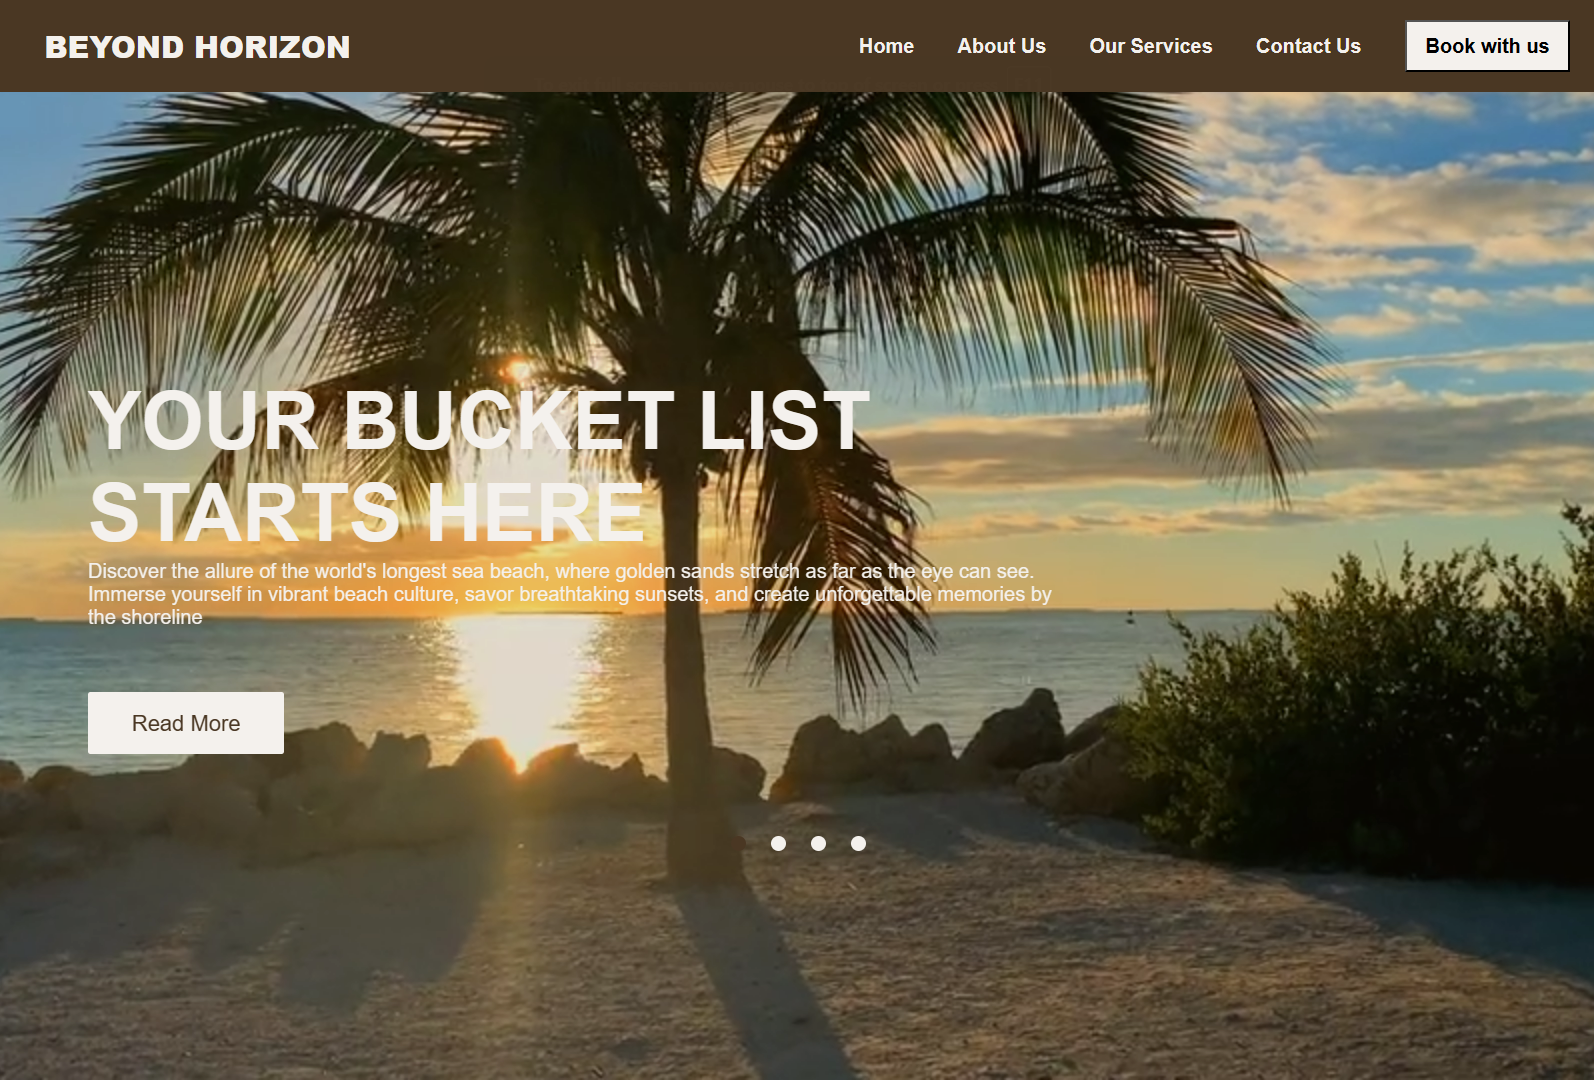 BEYOND HORIZON
Home
About Us
Our Services
Contact Us
Book with us
YOUR BUCKET LIST
STARTS HERE
Discover the allure of the world's longest sea beach, where golden sands stretch as far as the eye can see.
Immerse yourself in vibrant beach culture, savor breathtaking sunsets, and create unforgettable memories by
the shoreline
Read More